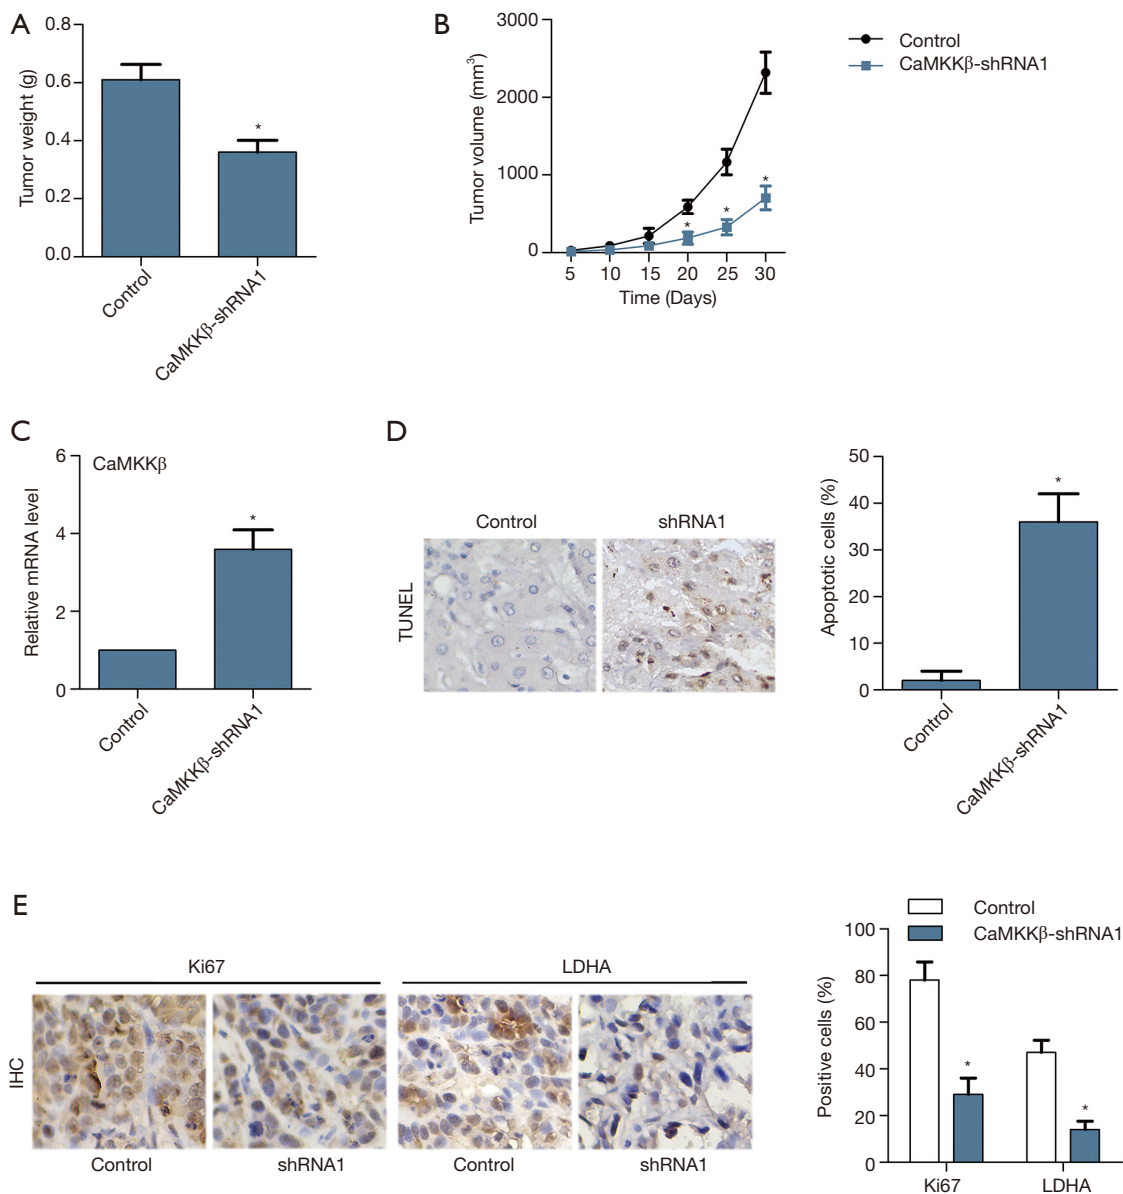 A
Tumor weight (g)
0.8
0.6
0.4
0.2
0.0
*
Control
CaMKKβ-shRNA1
B
Tumor volume (mm³)
3000
2000
1000
0
*
*
*
5 10 15 20 25 30
Time (Days)
Control
CaMKKβ-shRNA1
C
Relative mRNA level
6
4
2
0
CaMKKβ
*
Control
CaMKKβ-shRNA1
D
Control shRNA1
TUNEL
Apoptotic cells (%)
50
40
30
20
10
0
*
Control
CaMKKβ-shRNA1
E
Ki67 LDHA
IHC
Control shRNA1 Control shRNA1
Control
CaMKKβ-shRNA1
Positive cells (%)
100
80
60
40
20
0
*
*
Ki67 LDHA